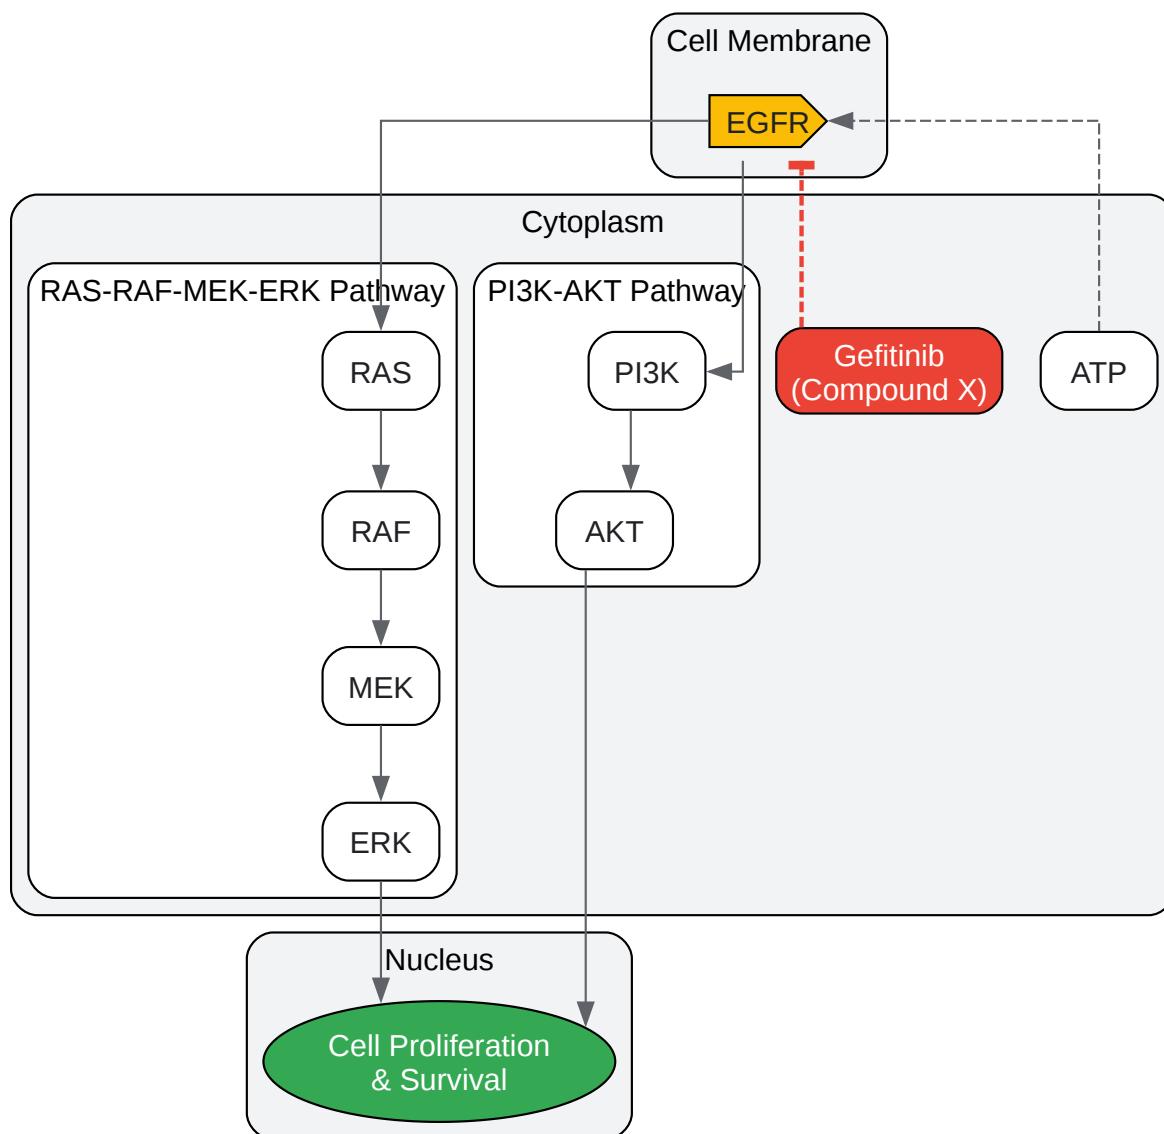 Cell Membrane
EGFR
Cytoplasm
RAS-RAF-MEK-ERK Pathway
PI3K-AKT Pathway
RAS
PI3K
Gefitinib
(Compound X)
ATP
RAF
AKT
MEK
ERK
Nucleus
Cell Proliferation
& Survival